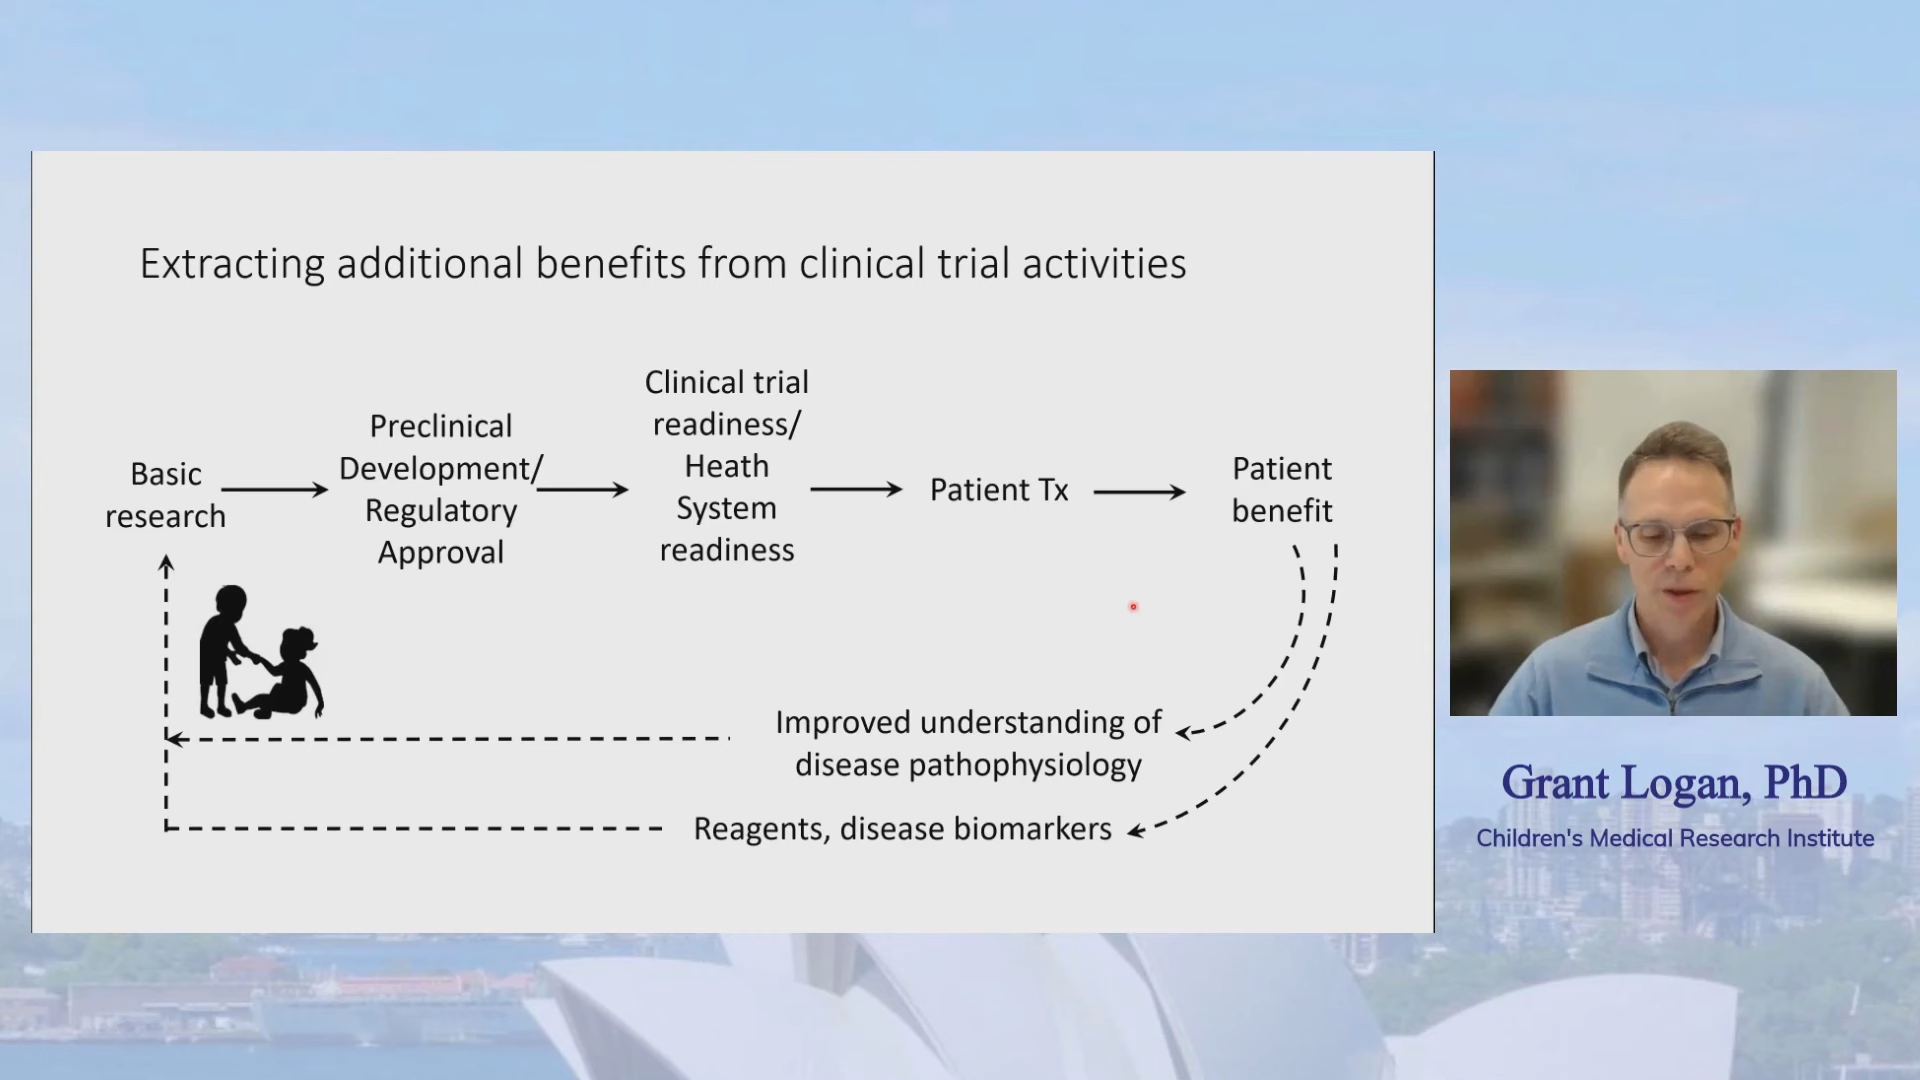 Extracting additional benefits from clinical trial activities
Basic
research
Preclinical
Development/
Regulatory
Approval
Clinical trial
readiness/
Heath
System
readiness
Patient Tx
Patient
benefit
Improved understanding of
disease pathophysiology
Reagents, disease biomarkers
Grant Logan, PhD
Children's Medical Research Institute